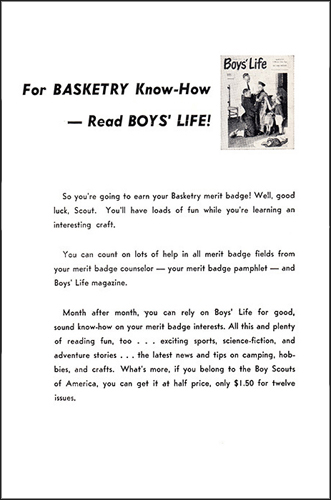 Boys' Life
For BASKETRY Know-How
— Read BOYS' LIFE!
So you're going to earn your Basketry merit badge! Well, good
luck, Scout. You'll have loads of fun while you're learning an
interesting craft.
You can count on lots of help in all merit badge fields from
your merit badge counselor — your merit badge pamphlet — and
Boys' Life magazine.
Month after month, you can rely on Boys' Life for good,
sound know-how on your merit badge interests. All this and plenty
of reading fun, too . . . exciting sports, science-fiction, and
adventure stories . . . the latest news and tips on camping, hob-
bies, and crafts. What's more, if you belong to the Boy Scouts
of America, you can get it at half price, only $1.50 for twelve
issues.